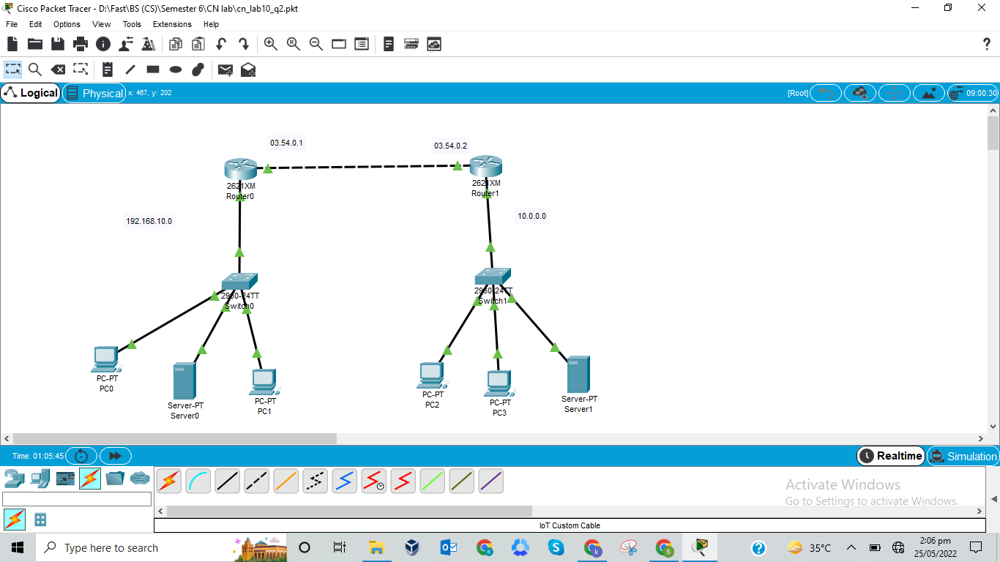 Cisco Packet Tracer - D:\Fast\BS (CS)\Semester 6\CN lab\cn_lab10_q2.pkt
File Edit Options View Tools Extensions Help
Logical Physical x: 467, y: 202 [Root] 09:00:30
03.54.0.1
03.54.0.2
2621XM
Router0
2621XM
Router1
192.168.10.0
10.0.0.0
2950-24TT
Switch0
2950-24TT
Switch1
PC-PT
PC0
Server-PT
Server0
PC-PT
PC1
PC-PT
PC2
PC-PT
PC3
Server-PT
Server1
Time: 01:05:45 Realtime Simulation
Activate Windows
Go to Settings to activate Windows.
IoT Custom Cable
Type here to search
35°C
2:06 pm
25/05/2022